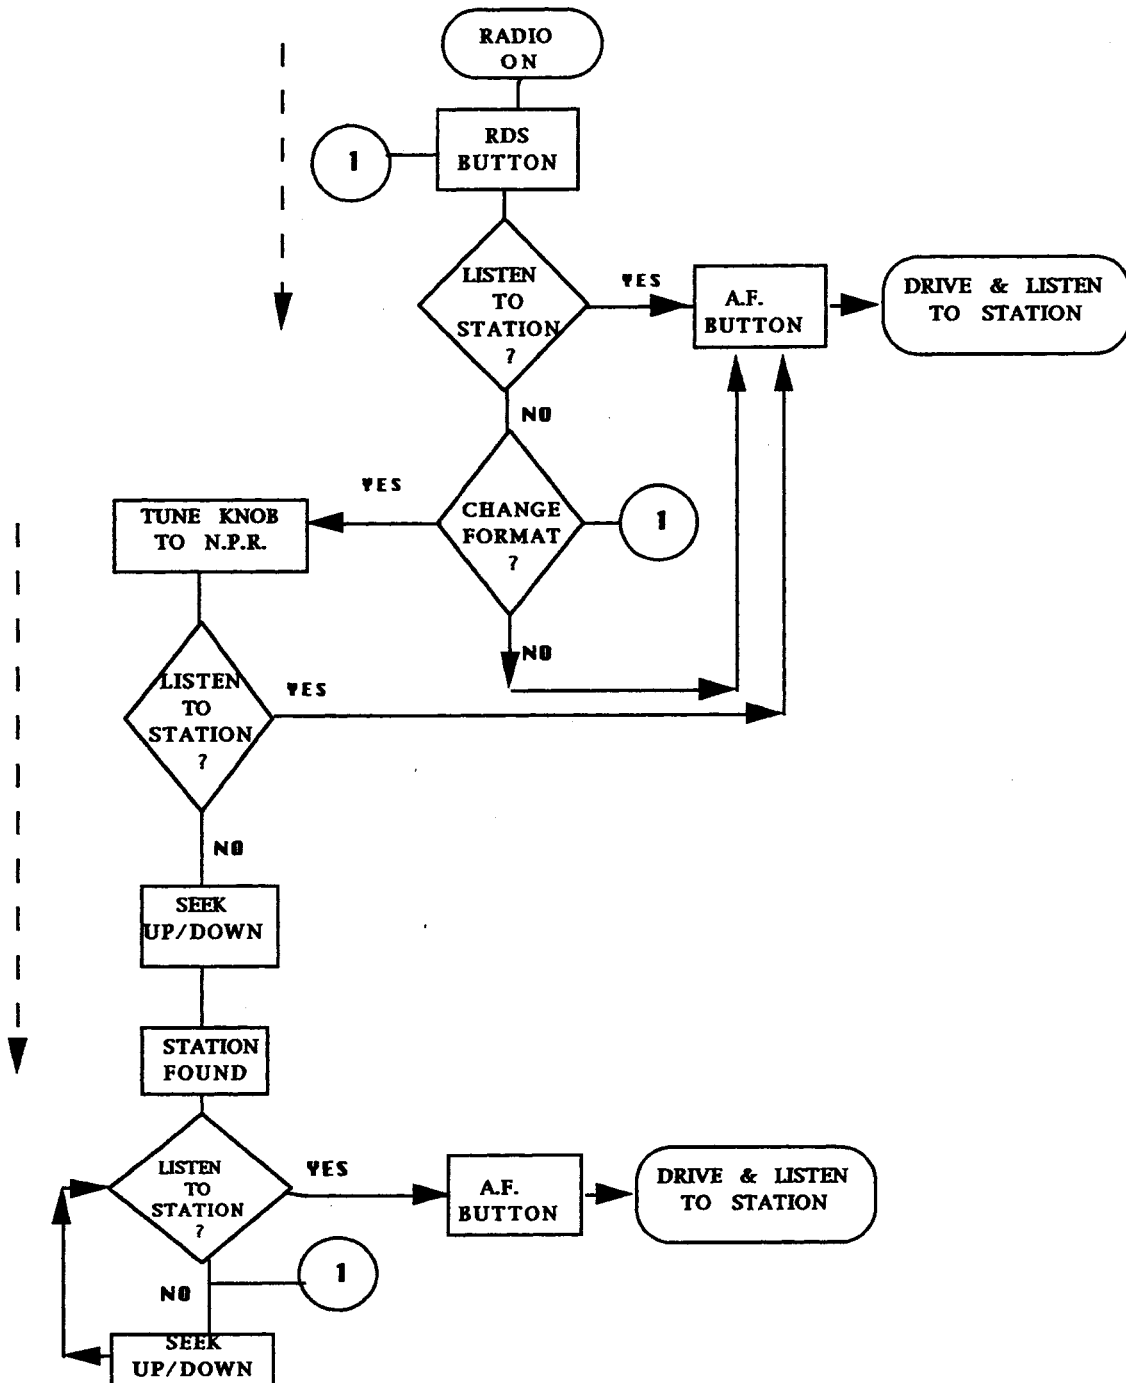 RADIO
ON
RDS
BUTTON
1
LISTEN
TO
STATION
?
YES
A.F.
BUTTON
DRIVE & LISTEN
TO STATION
NO
CHANGE
FORMAT
?
1
YES
TUNE KNOB
TO N.P.R.
NO
LISTEN
TO
STATION
?
YES
NO
SEEK
UP/DOWN
STATION
FOUND
LISTEN
TO
STATION
?
YES
A.F.
BUTTON
DRIVE & LISTEN
TO STATION
NO
1
SEEK
UP/DOWN